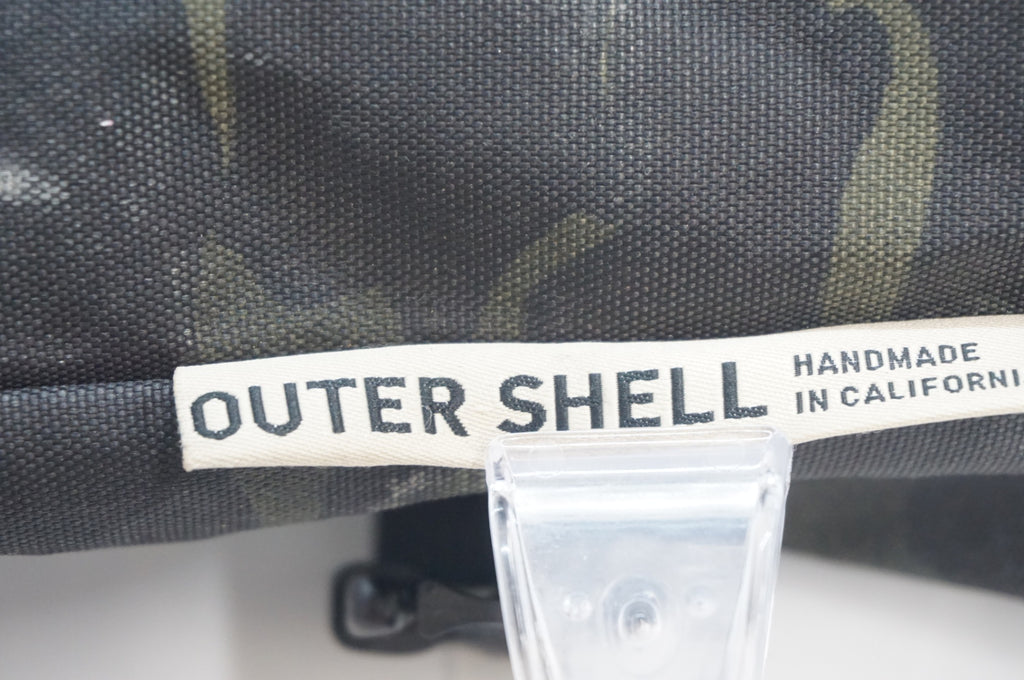 OUTER SHELL
HANDMADE
IN CALIFORNI